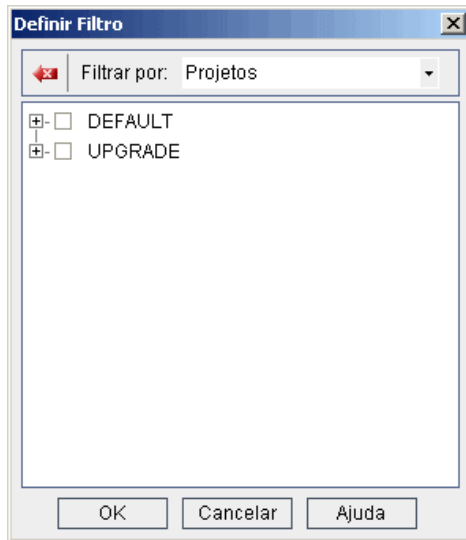 Definir Filtro
Filtrar por: Projetos
DEFAULT
UPGRADE
OK Cancelar Ajuda